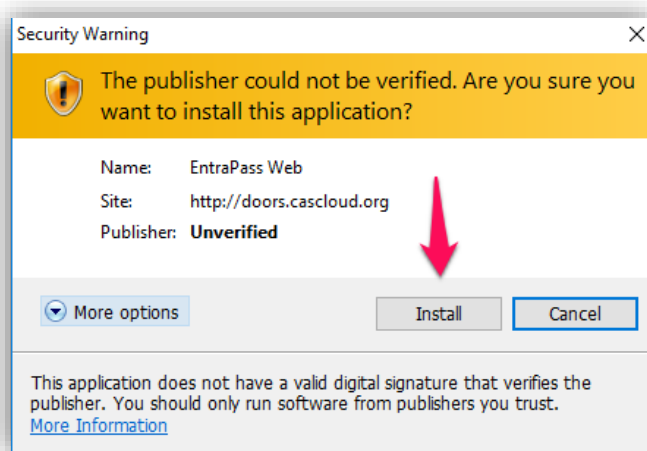 Security Warning
The publisher could not be verified. Are you sure you
want to install this application?
Name: EntraPass Web
Site: http://doors.cascloud.org
Publisher: Unverified
More options
Install Cancel
This application does not have a valid digital signature that verifies the
publisher. You should only run software from publishers you trust.
More Information